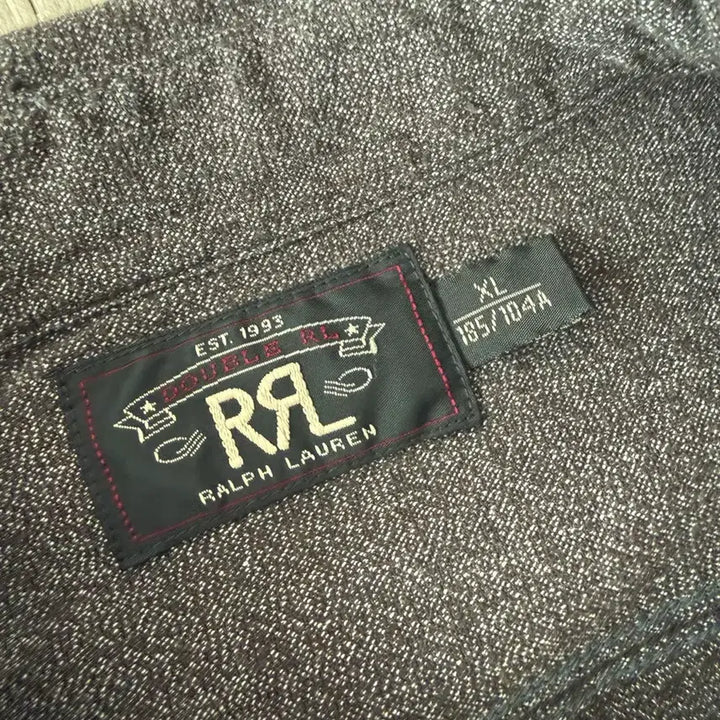 EST. 1993
DOUBLE RL
RRL
RALPH LAUREN
XL
185/104A